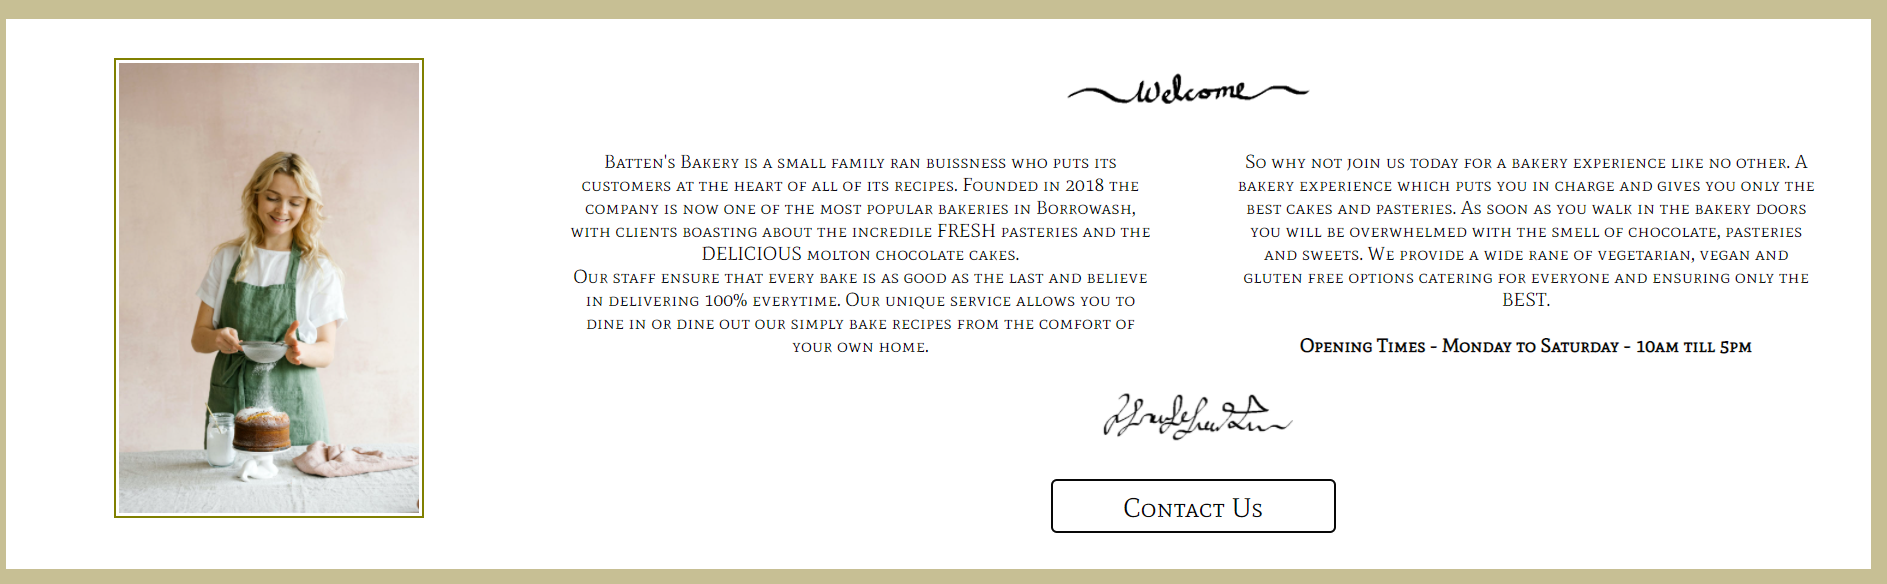 Welcome
Batten's Bakery is a small family ran buissness who puts its
customers at the heart of all of its recipes. Founded in 2018 the
company is now one of the most popular bakeries in Borrowash,
with clients boasting about the incredile FRESH pasteries and the
DELICIOUS molton chocolate cakes.
Our staff ensure that every bake is as good as the last and believe
in delivering 100% everytime. Our unique service allows you to
dine in or dine out our simply bake recipes from the comfort of
your own home.
So why not join us today for a bakery experience like no other. A
bakery experience which puts you in charge and gives you only the
best cakes and pasteries. As soon as you walk in the bakery doors
you will be overwhelmed with the smell of chocolate, pasteries
and sweets. We provide a wide rane of vegetarian, vegan and
gluten free options catering for everyone and ensuring only the
BEST.
Opening Times - Monday to Saturday - 10am till 5pm
Contact Us